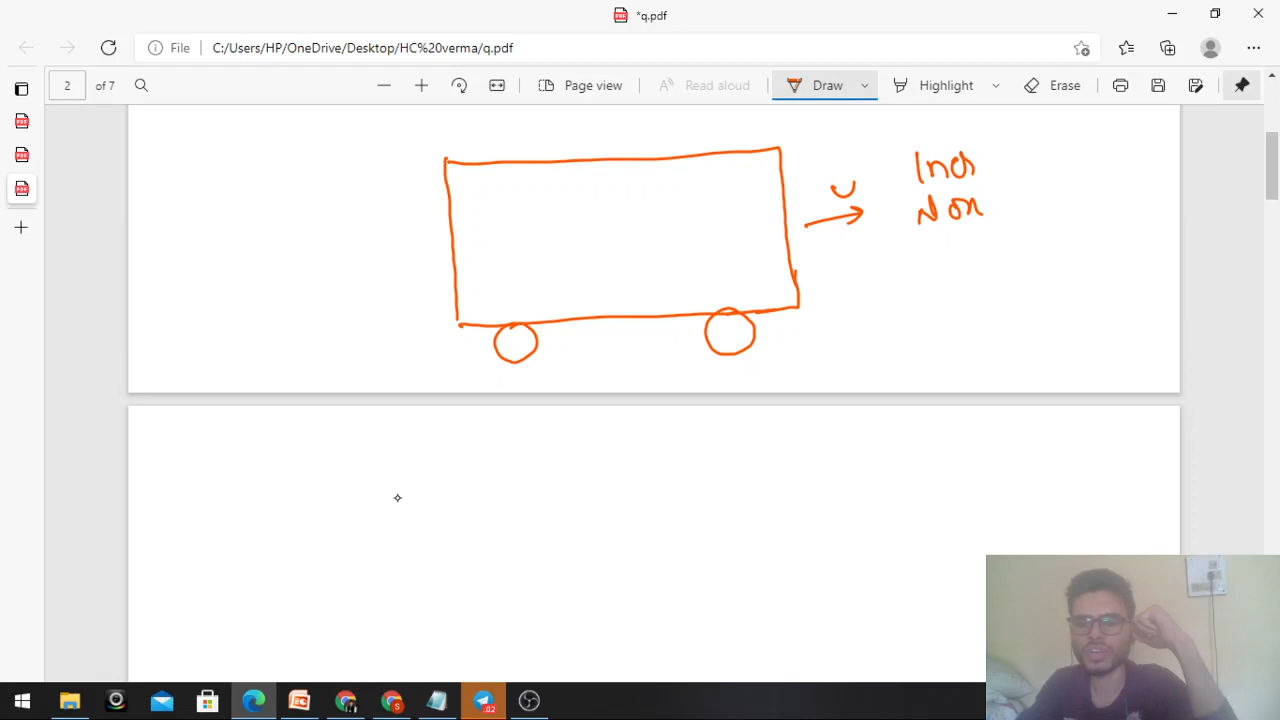 *q.pdf
File C:/Users/HP/OneDrive/Desktop/HC%20verma/q.pdf
2 of 7 Page view Read aloud Draw Highlight Erase
υ
Non
.02